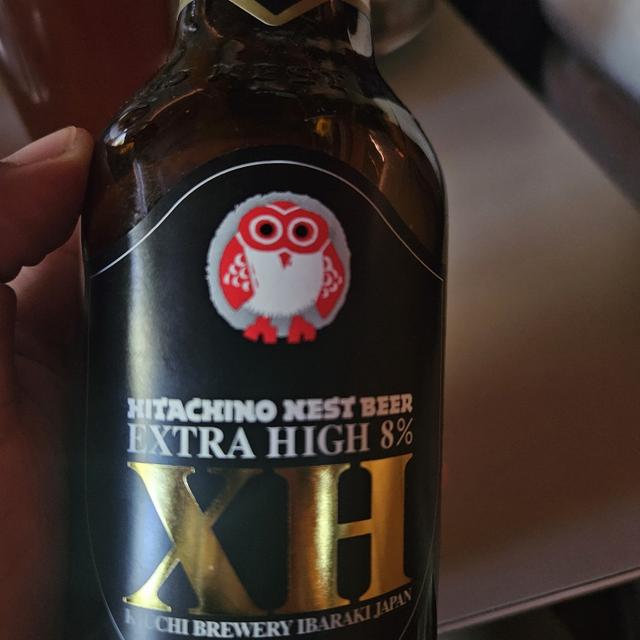 HITACHINO NEST BEER
EXTRA HIGH 8%
XH
KIUCHI BREWERY IBARAKI JAPAN